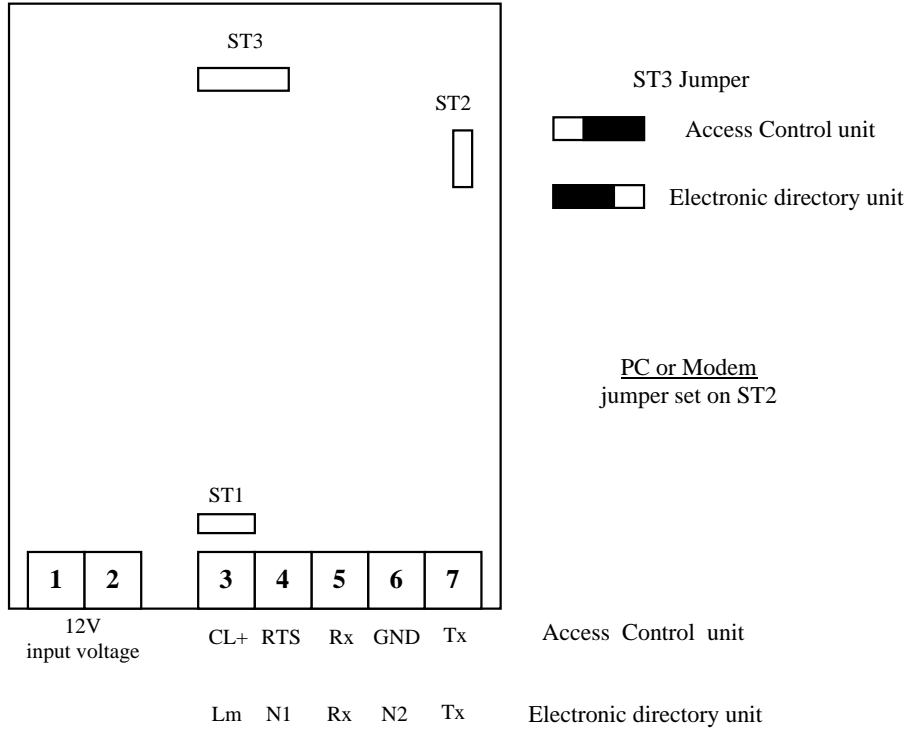 ST3
ST3 Jumper
ST2
Access Control unit
Electronic directory unit
PC or Modem
jumper set on ST2
ST1
1 2 3 4 5 6 7
12V
input voltage
CL+ RTS Rx GND Tx Access Control unit
Lm N1 Rx N2 Tx Electronic directory unit